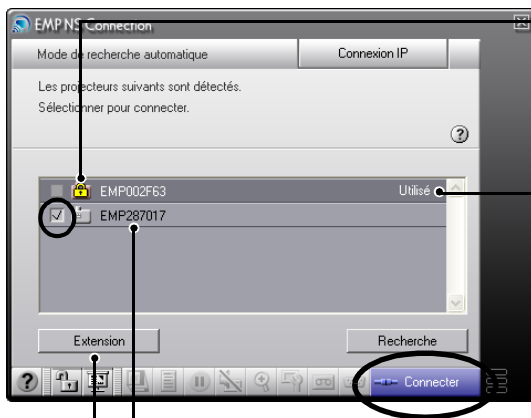 EMP NS Connection
Mode de recherche automatique
Connexion IP
Les projecteurs suivants sont détectés.
Sélectionner pour connecter.
EMP002F63
Utilisé
EMP287017
Extension
Recherche
Connecter